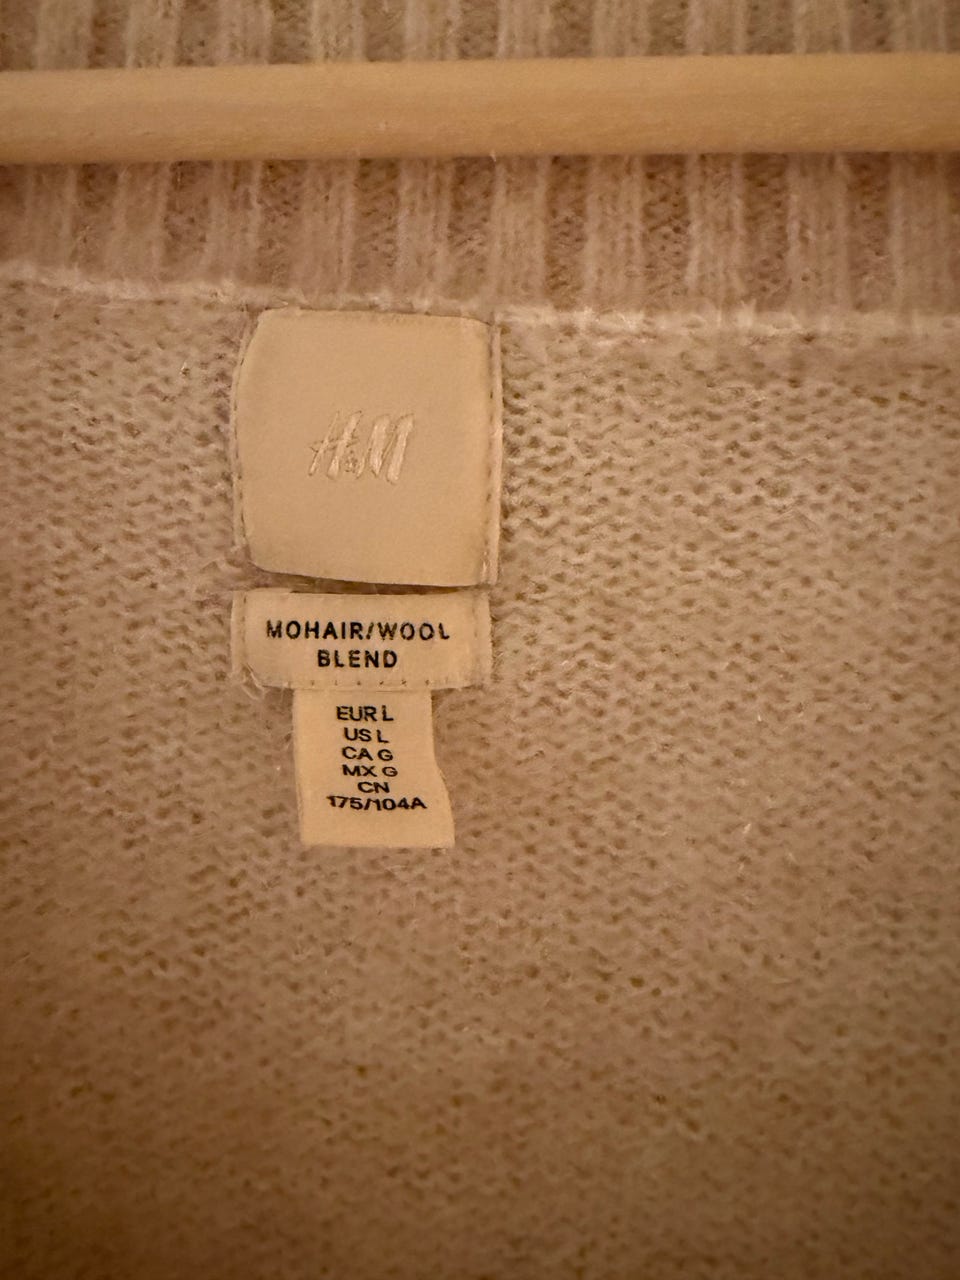 H&M
MOHAIR/WOOL
BLEND
EUR L
US L
CA G
MX G
CN
175/104A